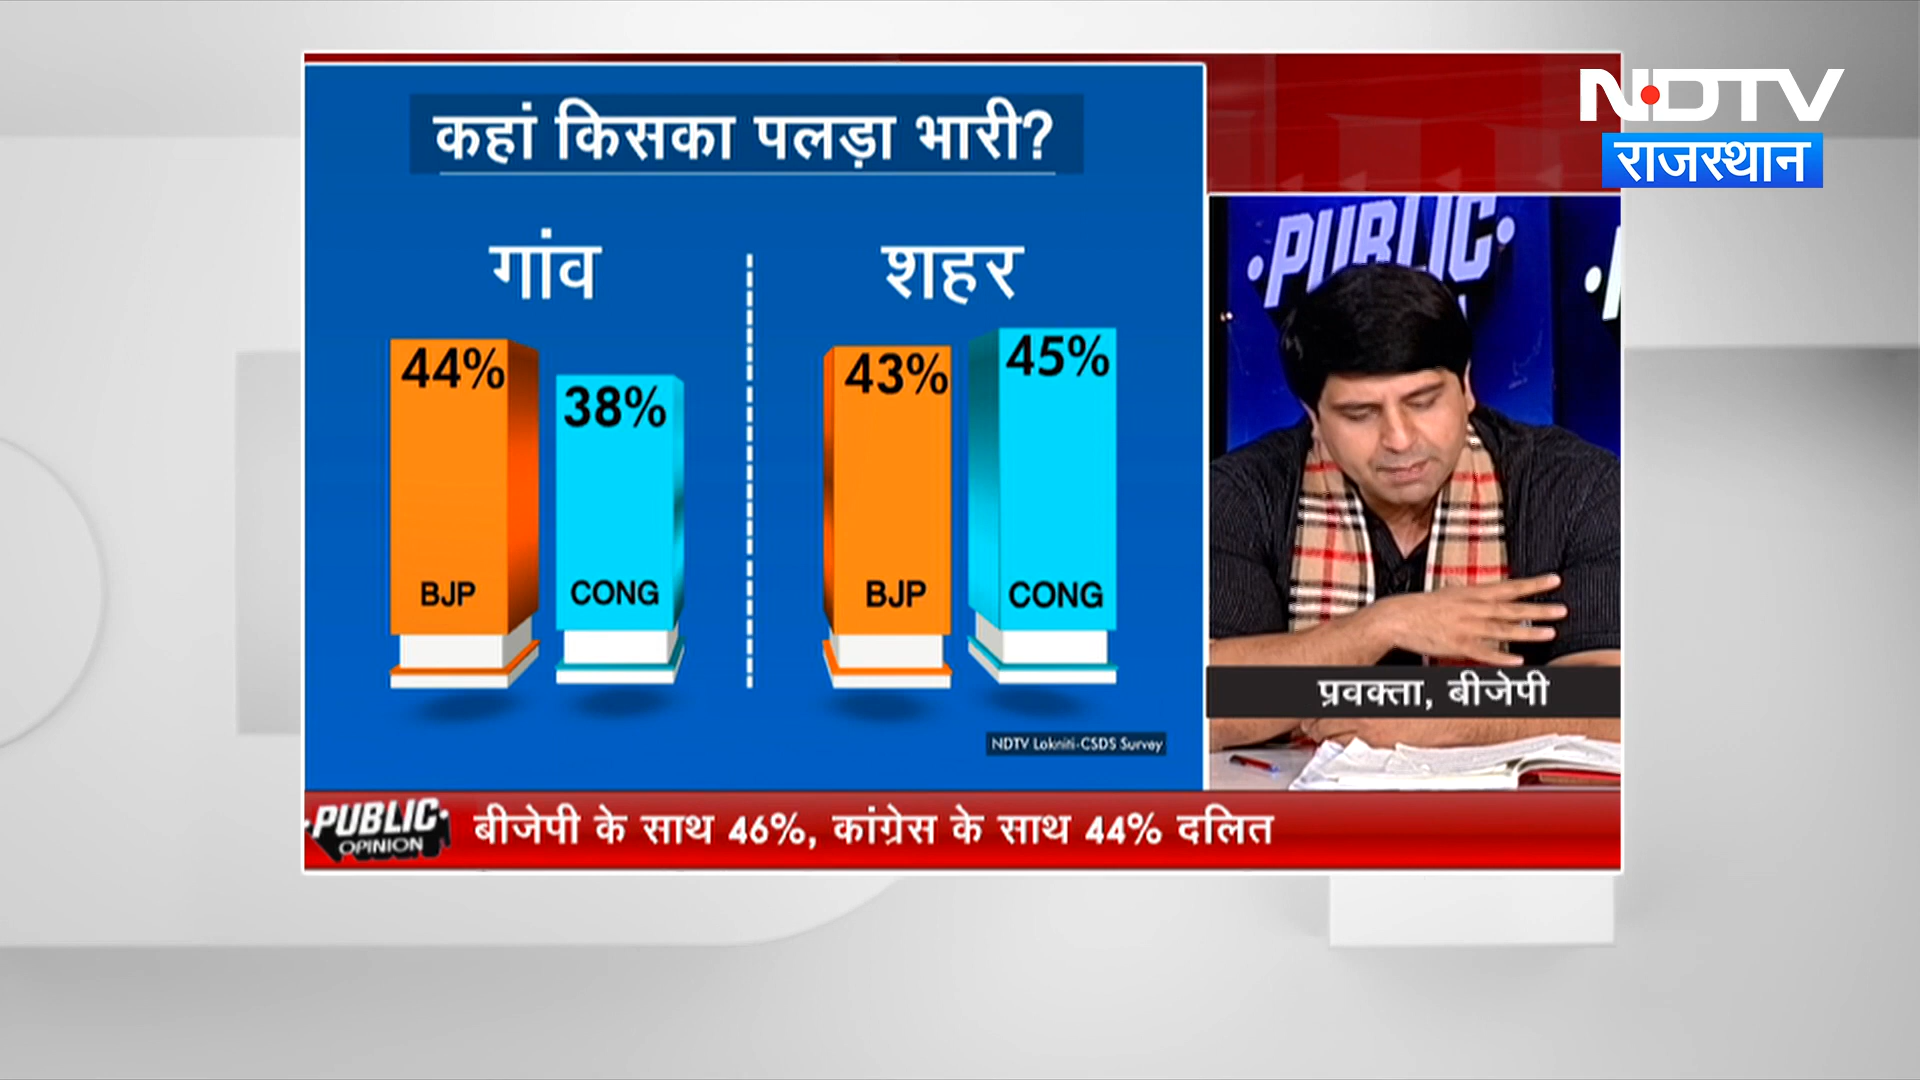 कहां किसका पलड़ा भारी?
गांव
शहर
44%
38%
43%
45%
BJP
CONG
BJP
CONG
NDTV Lokniti-CSDS Survey
NDTV
राजस्थान
PUBLIC
प्रवक्ता, बीजेपी
PUBLIC
OPINION
बीजेपी के साथ 46%, कांग्रेस के साथ 44% दलित